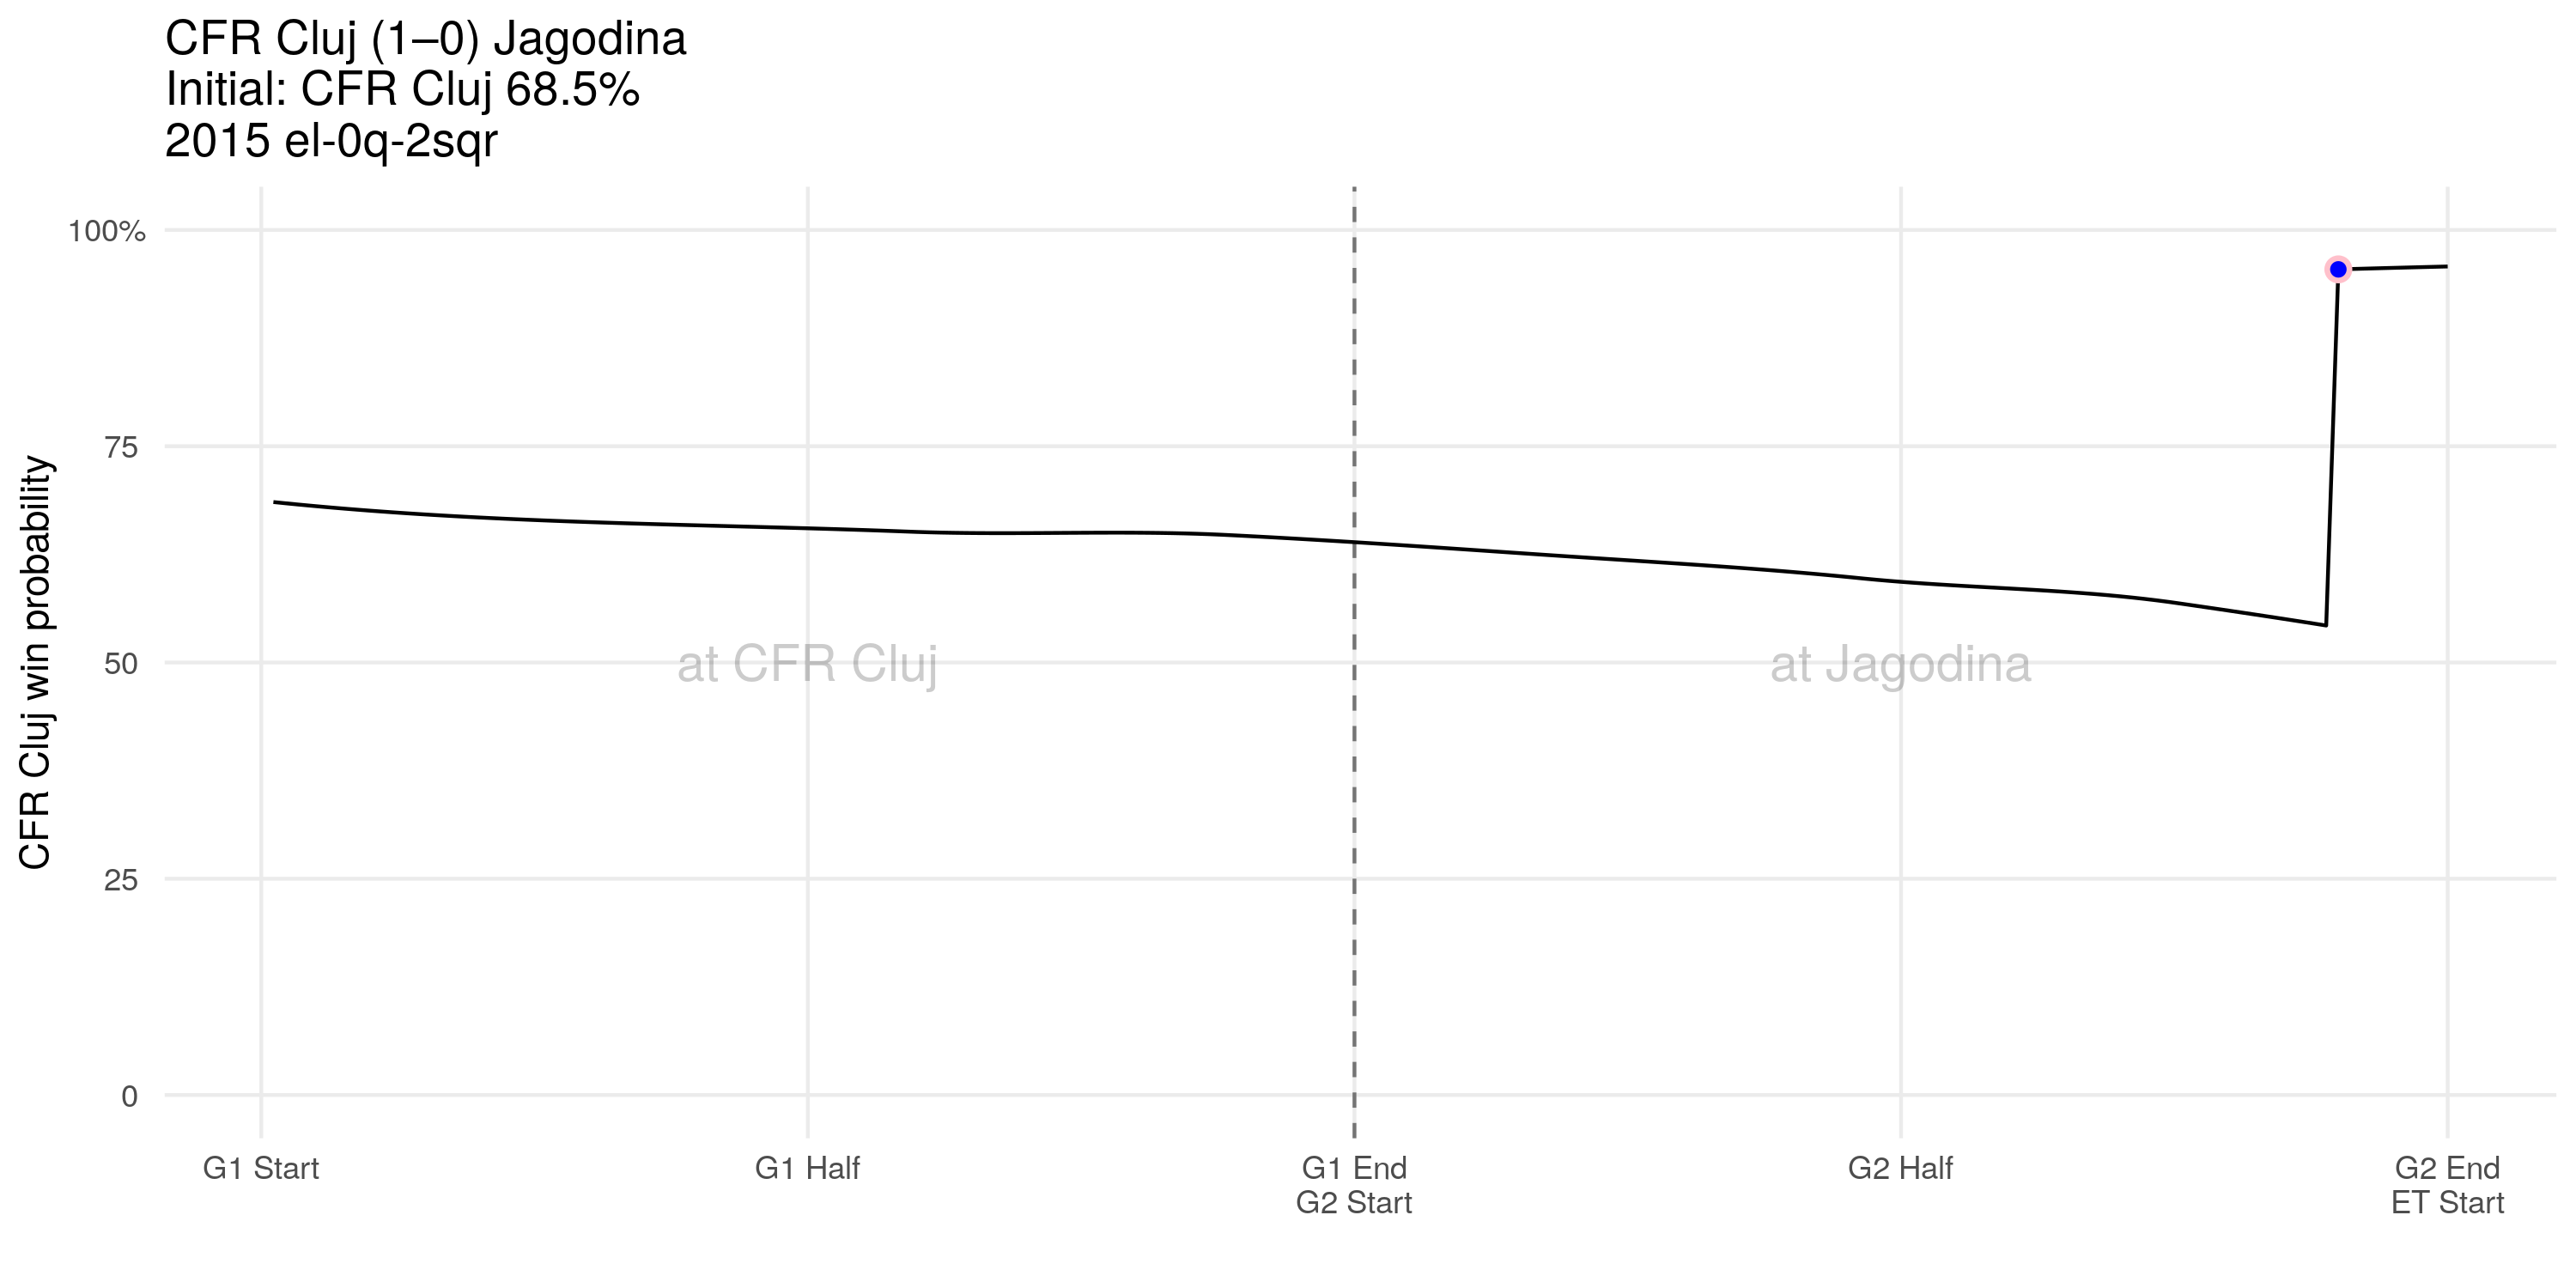 CFR Cluj (1–0) Jagodina
Initial: CFR Cluj 68.5%
2015 el-0q-2sqr
CFR Cluj win probability
100%
75
50
25
0
at CFR Cluj
at Jagodina
G1 Start
G1 Half
G1 End
G2 Start
G2 Half
G2 End
ET Start